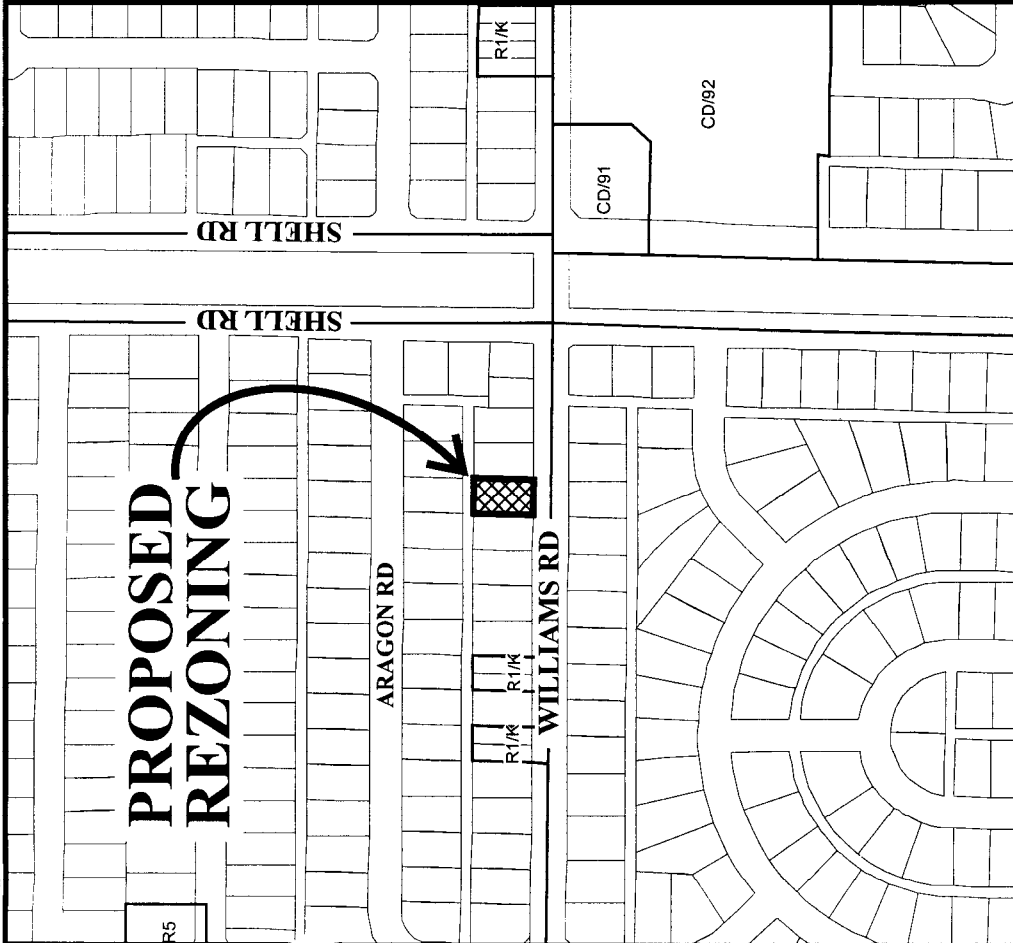 R1/K
CD/92
CD/91
SHELL RD
SHELL RD
PROPOSED
REZONING
ARAGON RD
WILLIAMS RD
R1/K
R1/K
R5